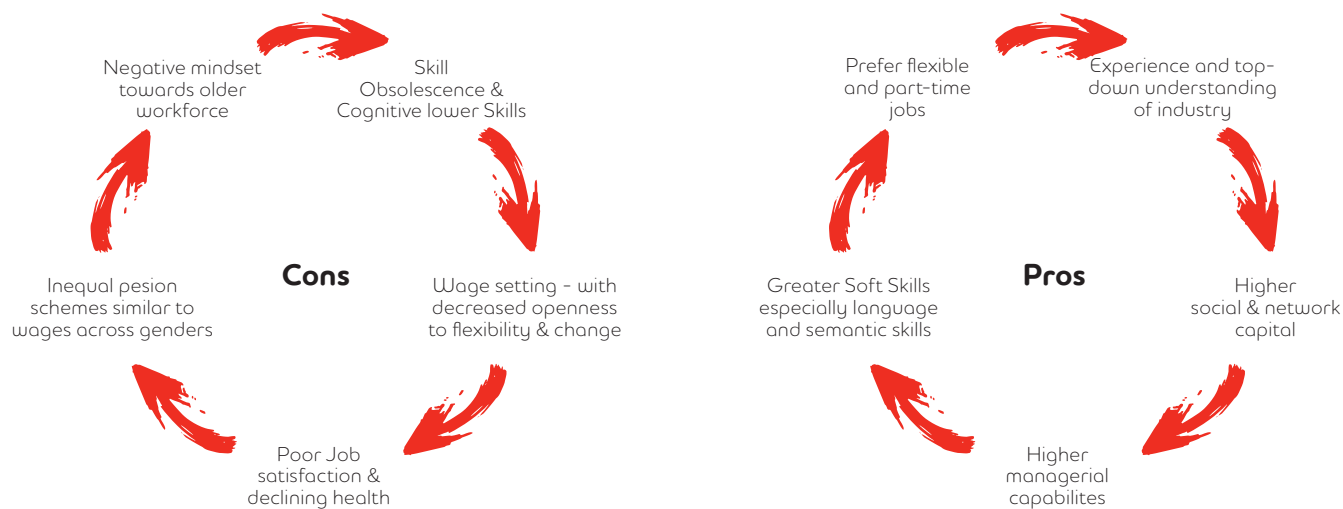 Negative mindset
towards older
workforce
Skill
Obsolescence &
Cognitive lower Skills
Wage setting - with
decreased openness
to flexibility & change
Poor Job
satisfaction &
declining health
Inequal pesion
schemes similar to
wages across genders
Cons
Prefer flexible
and part-time
jobs
Experience and top-
down understanding
of industry
Higher
social & network
capital
Higher
managerial
capabilites
Greater Soft Skills
especially language
and semantic skills
Pros